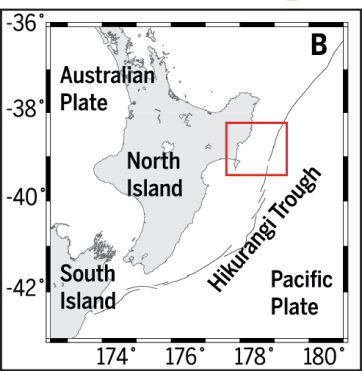 -36°
B
Australian
Plate
-38°
North
Island
-40°
Hikurangi Trough
South
Island
-42°
Pacific
Plate
174° 176° 178° 180°